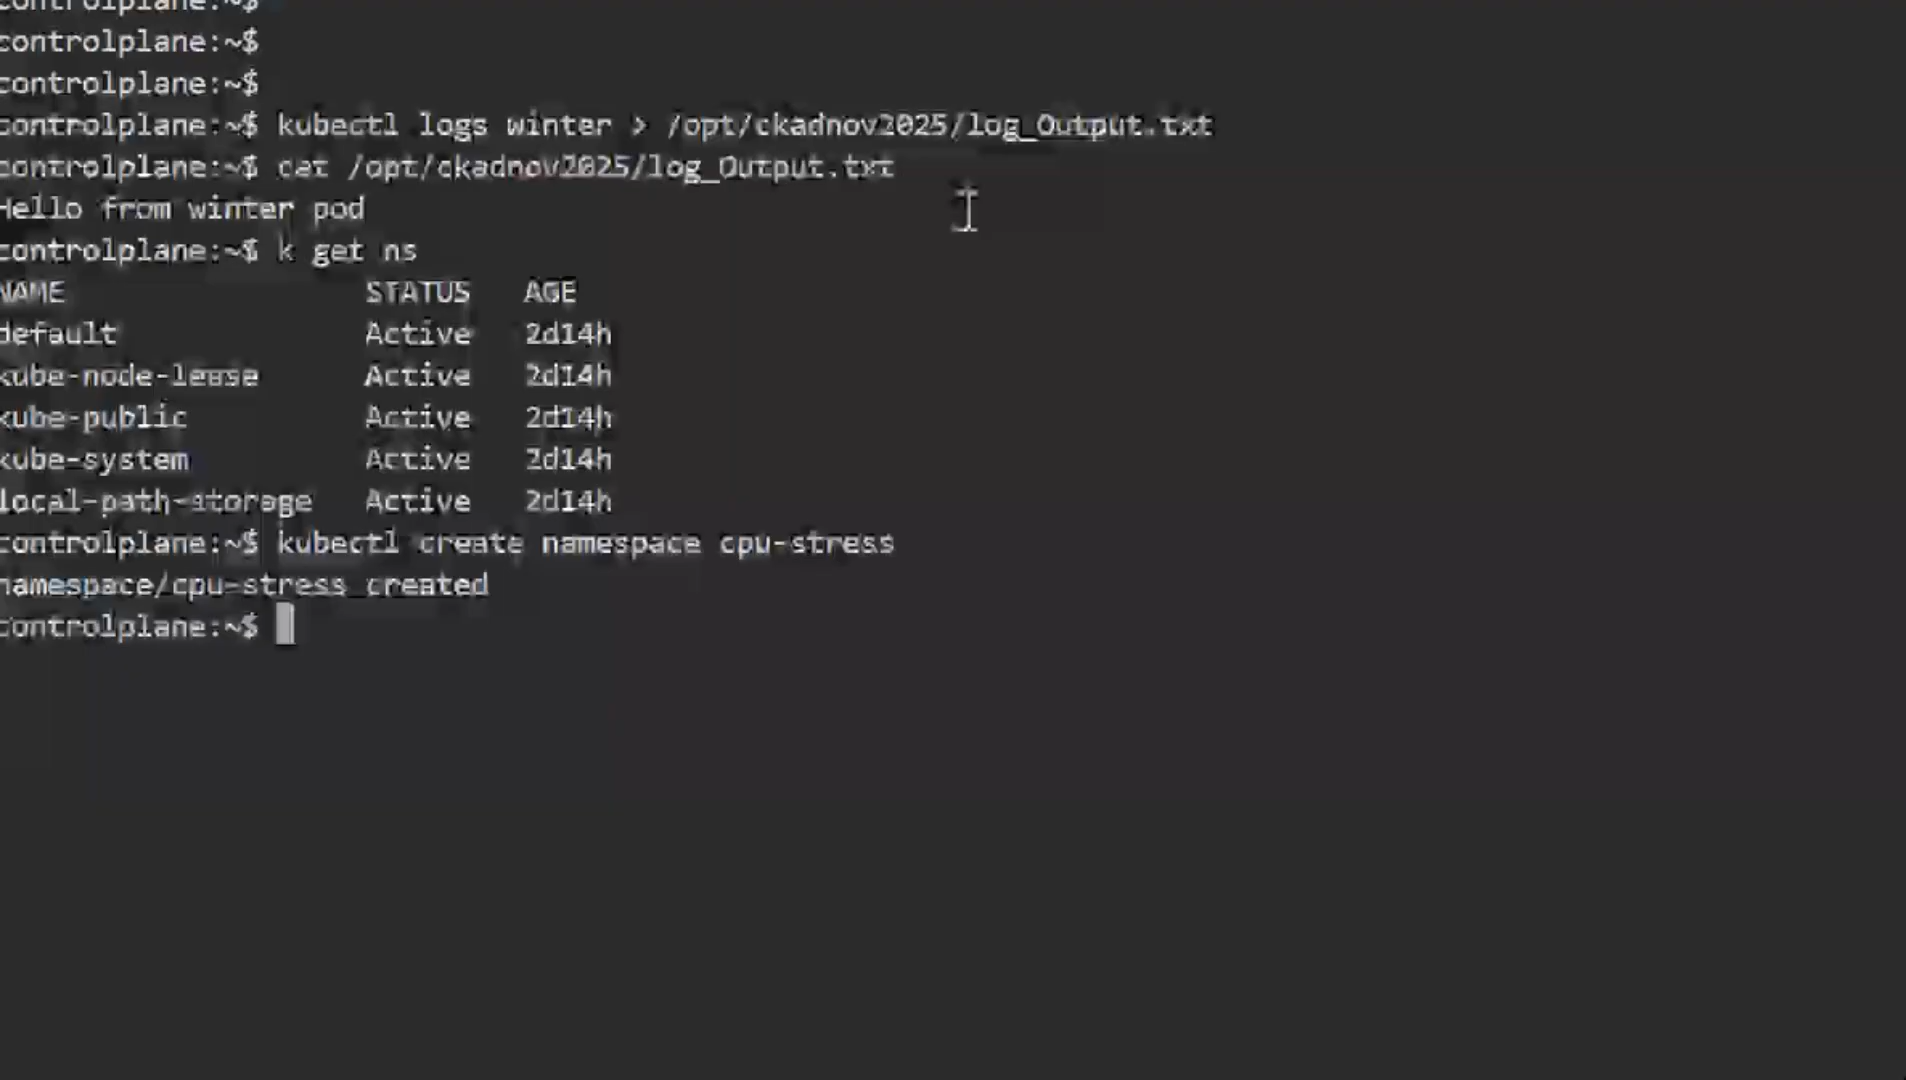 controlplane:~$
controlplane:~$
controlplane:~$
controlplane:~$ kubectl logs winter > /opt/ckadnov2025/log_Output.txt
controlplane:~$ cat /opt/ckadnov2025/log_Output.txt
Hello from winter pod
controlplane:~$ k get ns
NAME STATUS AGE
default Active 2d14h
kube-node-lease Active 2d14h
kube-public Active 2d14h
kube-system Active 2d14h
local-path-storage Active 2d14h
controlplane:~$ kubectl create namespace cpu-stress
namespace/cpu-stress created
controlplane:~$